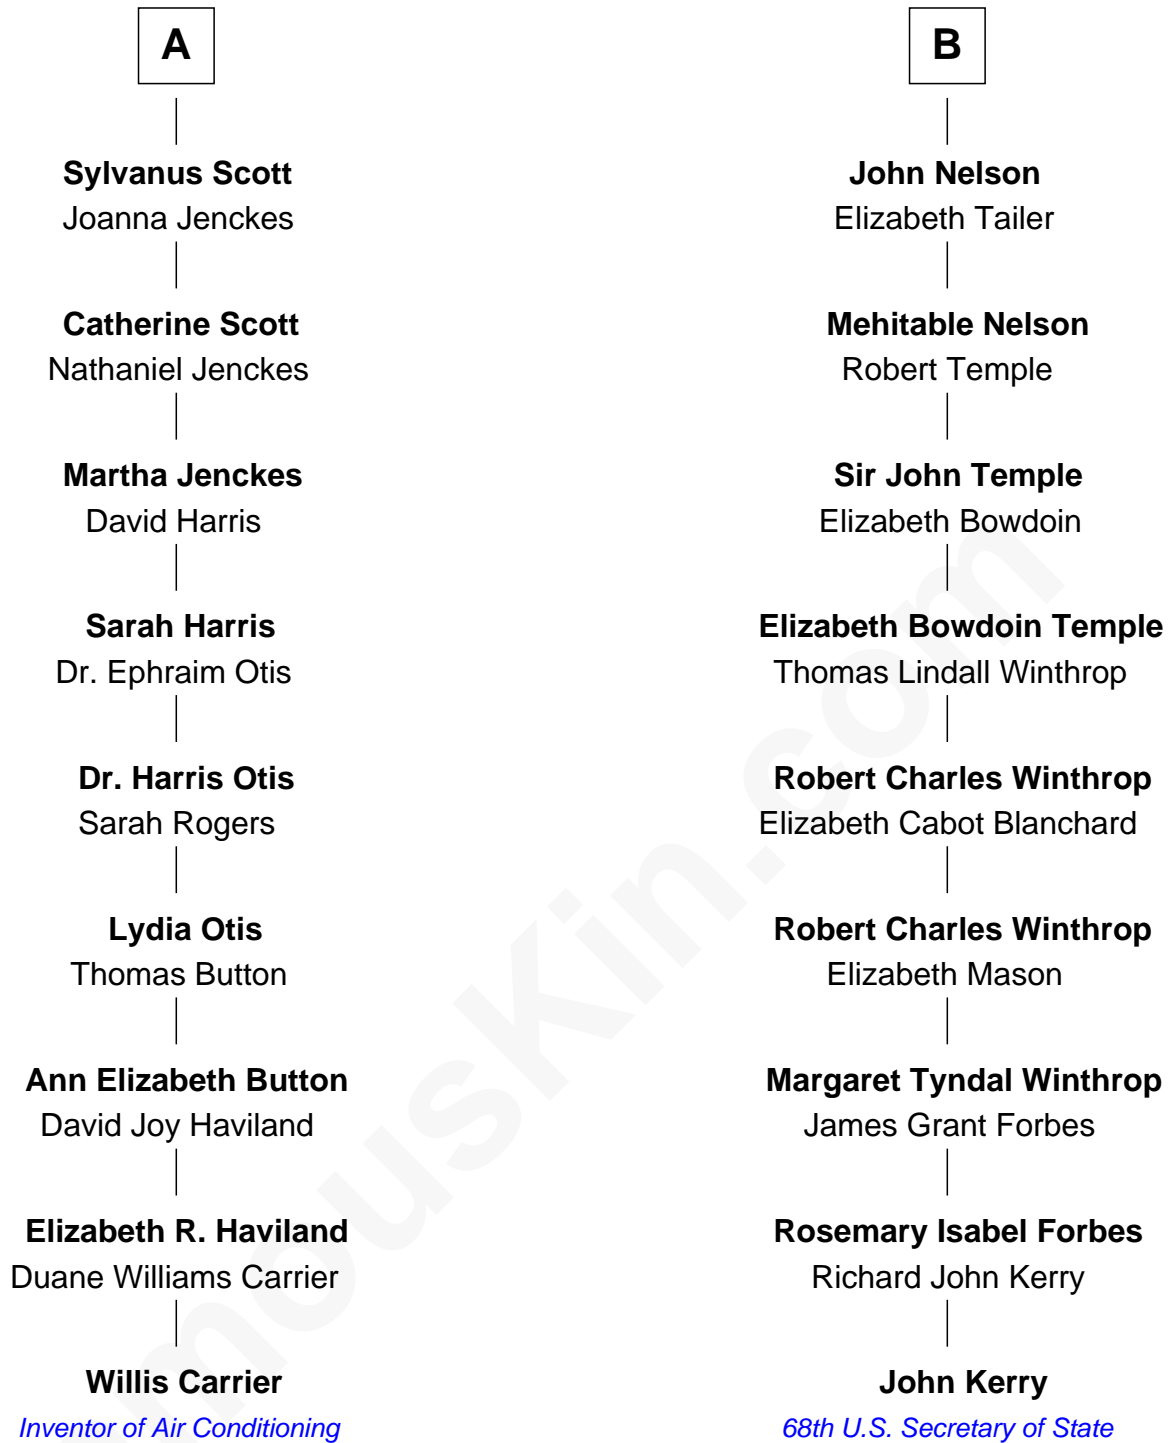 A
Sylvanus Scott
Joanna Jenckes
Catherine Scott
Nathaniel Jenckes
Martha Jenckes
David Harris
Sarah Harris
Dr. Ephraim Otis
Dr. Harris Otis
Sarah Rogers
Lydia Otis
Thomas Button
Ann Elizabeth Button
David Joy Haviland
Elizabeth R. Haviland
Duane Williams Carrier
Willis Carrier
Inventor of Air Conditioning
B
John Nelson
Elizabeth Tailer
Mehitable Nelson
Robert Temple
Sir John Temple
Elizabeth Bowdoin
Elizabeth Bowdoin Temple
Thomas Lindall Winthrop
Robert Charles Winthrop
Elizabeth Cabot Blanchard
Robert Charles Winthrop
Elizabeth Mason
Margaret Tyndal Winthrop
James Grant Forbes
Rosemary Isabel Forbes
Richard John Kerry
John Kerry
68th U.S. Secretary of State
mousKin.com